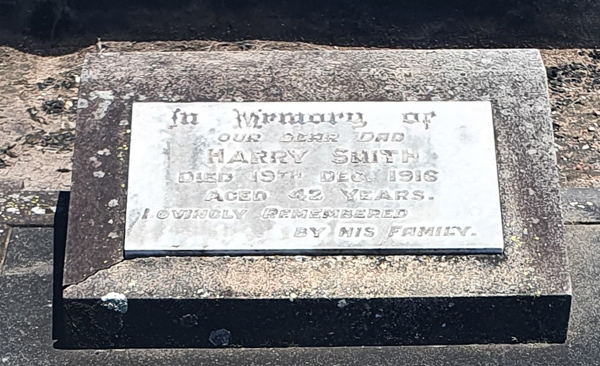 In Memory of
OUR DEAR DAD
HARRY SMITH
DIED 19TH DEC. 1916
AGED 42 YEARS.
LOVINGLY REMEMBERED
BY HIS FAMILY.